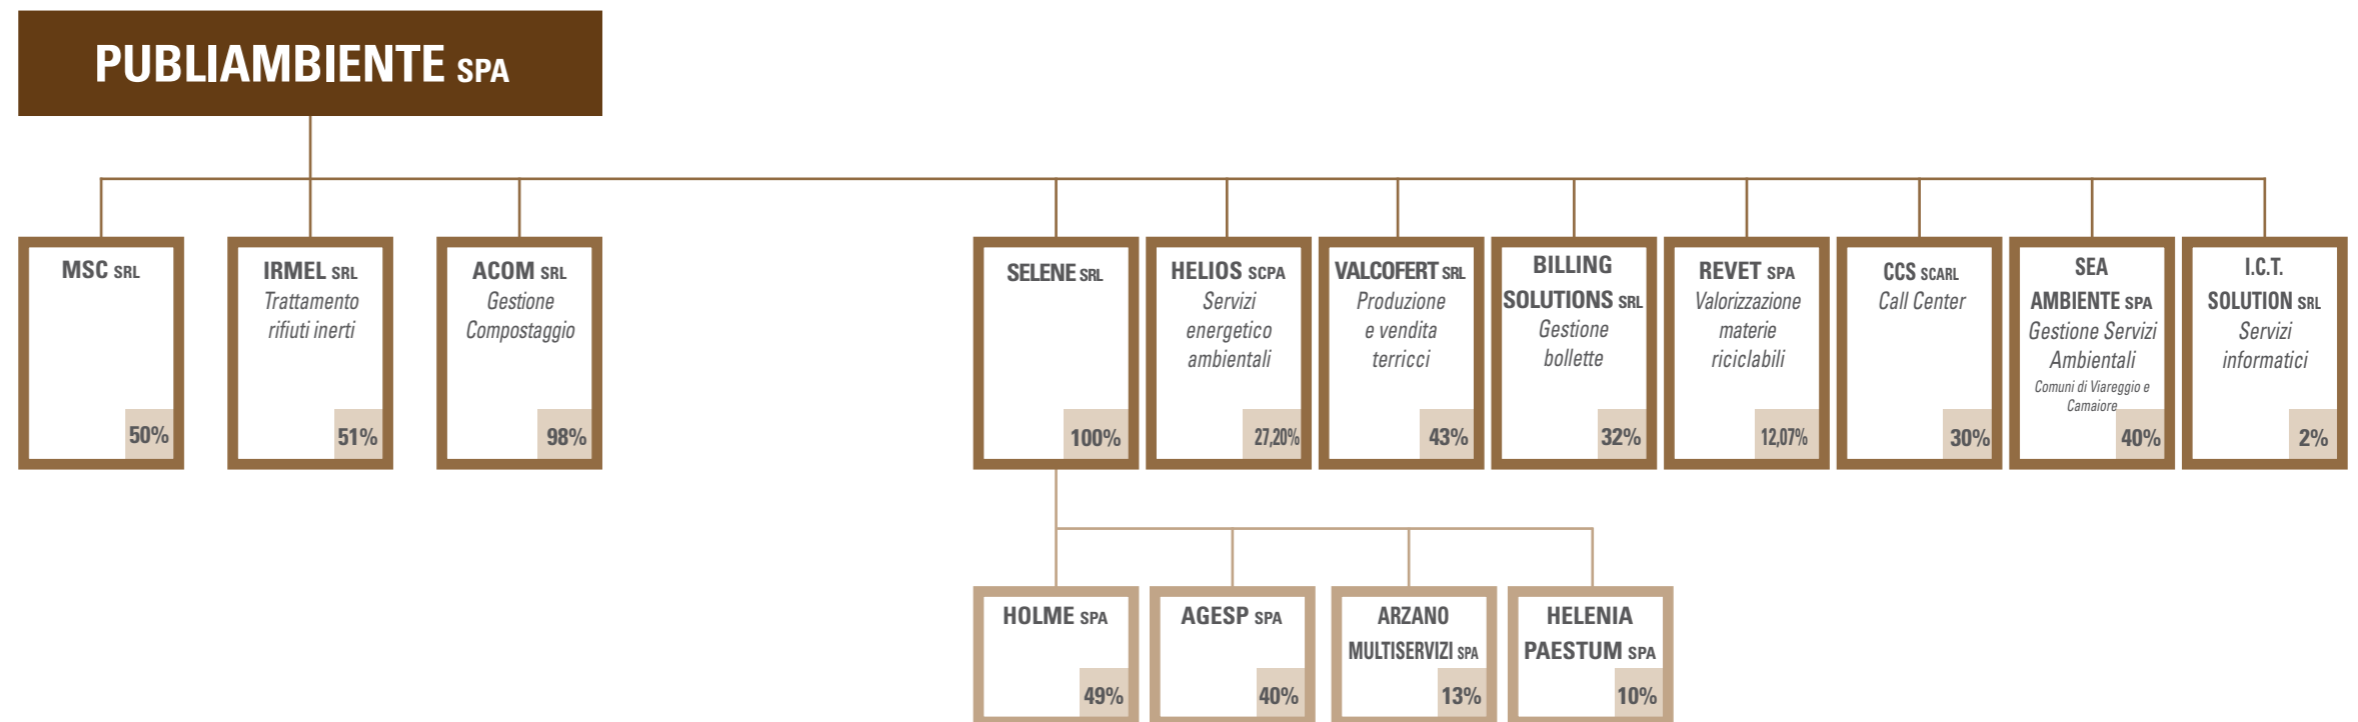 PUBLIAMBIENTE SPA
MSC SRL
50%
IRMEL SRL
Trattamento
rifiuti inerti
51%
ACOM SRL
Gestione
Compostaggio
98%
SELENE SRL
100%
HELIOS SCPA
Servizi
energetico
ambientali
27,20%
VALCOFERT SRL
Produzione
e vendita
terricci
43%
BILLING
SOLUTIONS SRL
Gestione
bollette
32%
REVET SPA
Valorizzazione
materie
riciclabili
12,07%
CCS SCARL
Call Center
30%
SEA
AMBIENTE SPA
Gestione Servizi
Ambientali
Comuni di Viareggio e
Camaiore
40%
I.C.T.
SOLUTION SRL
Servizi
informatici
2%
HOLME SPA
49%
AGESP SPA
40%
ARZANO
MULTISERVIZI SPA
13%
HELENIA
PAESTUM SPA
10%